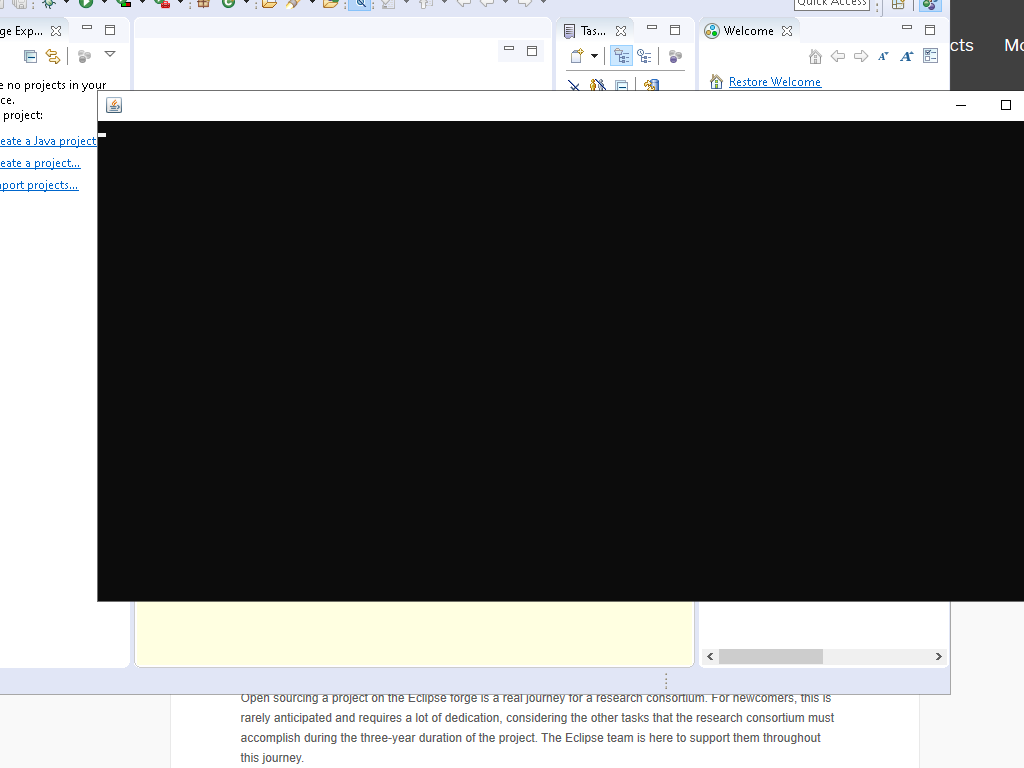 Quick Access
ge Exp...
Tas...
Welcome
cts
Mo
Restore Welcome
e no projects in your
ce.
project:
eate a Java project
eate a project...
port projects...
A
A
Open sourcing a project on the Eclipse forge is a real journey for a research consortium. For newcomers, this is
rarely anticipated and requires a lot of dedication, considering the other tasks that the research consortium must
accomplish during the three-year duration of the project. The Eclipse team is here to support them throughout
this journey.